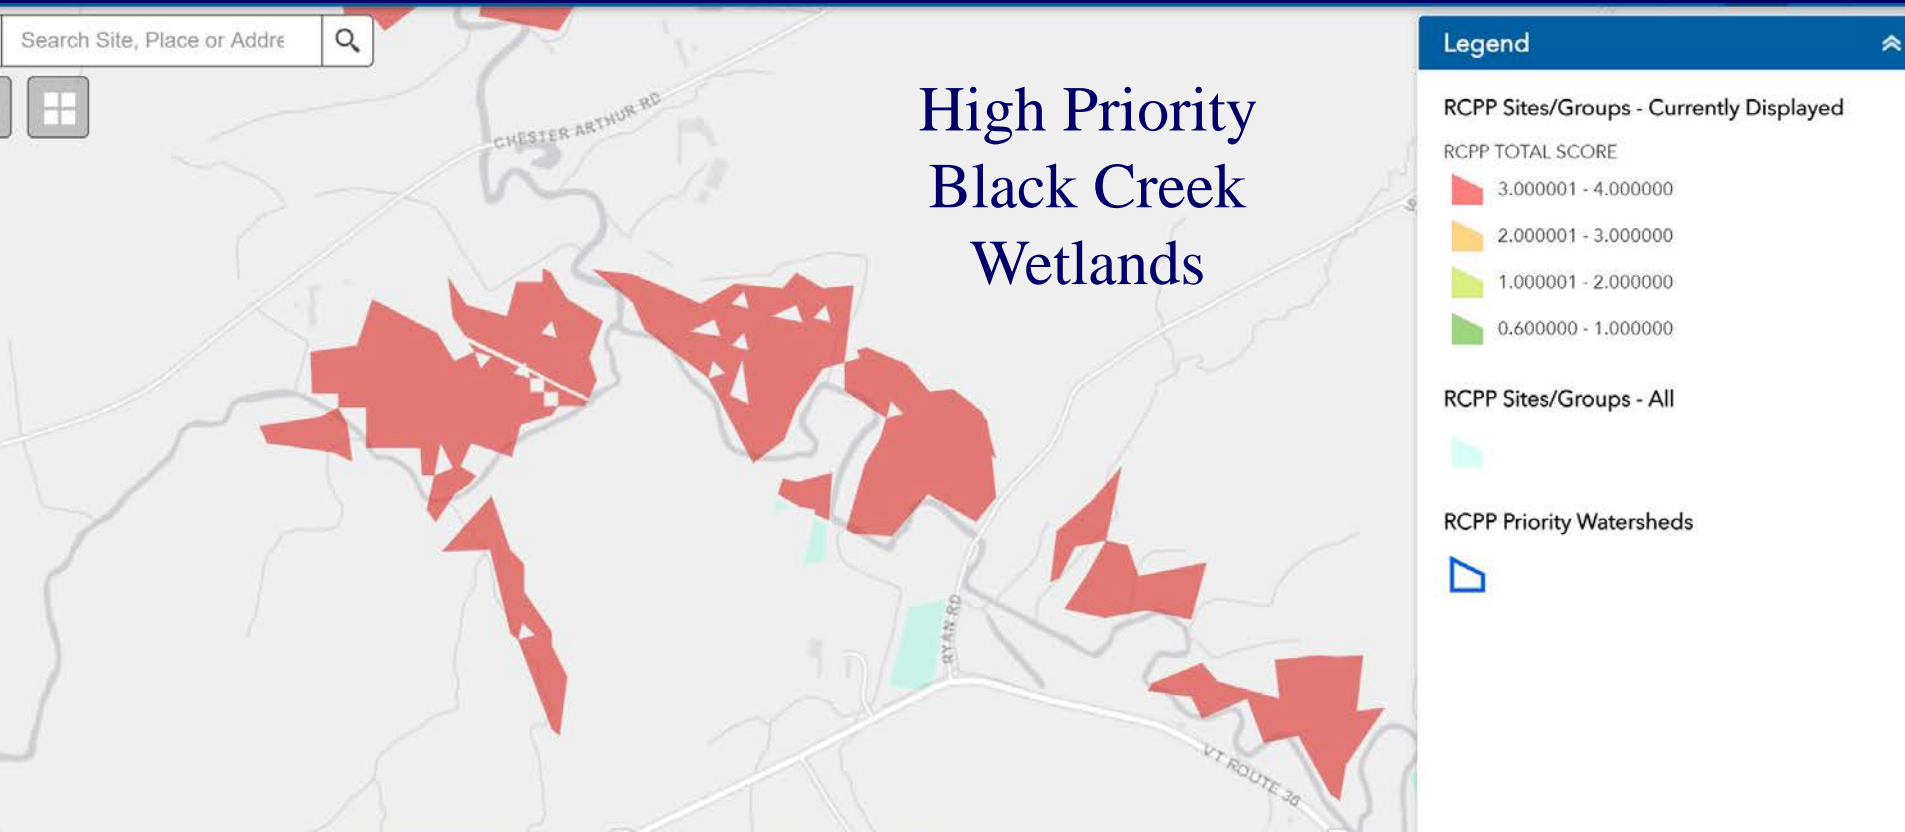 Search Site, Place or Addre
CHESTER ARTHUR RD
High Priority
Black Creek
Wetlands
RYAN RD
VT ROUTE 36
Legend
RCPP Sites/Groups - Currently Displayed
RCPP TOTAL SCORE
3.000001 - 4.000000
2.000001 - 3.000000
1.000001 - 2.000000
0.600000 - 1.000000
RCPP Sites/Groups - All
RCPP Priority Watersheds